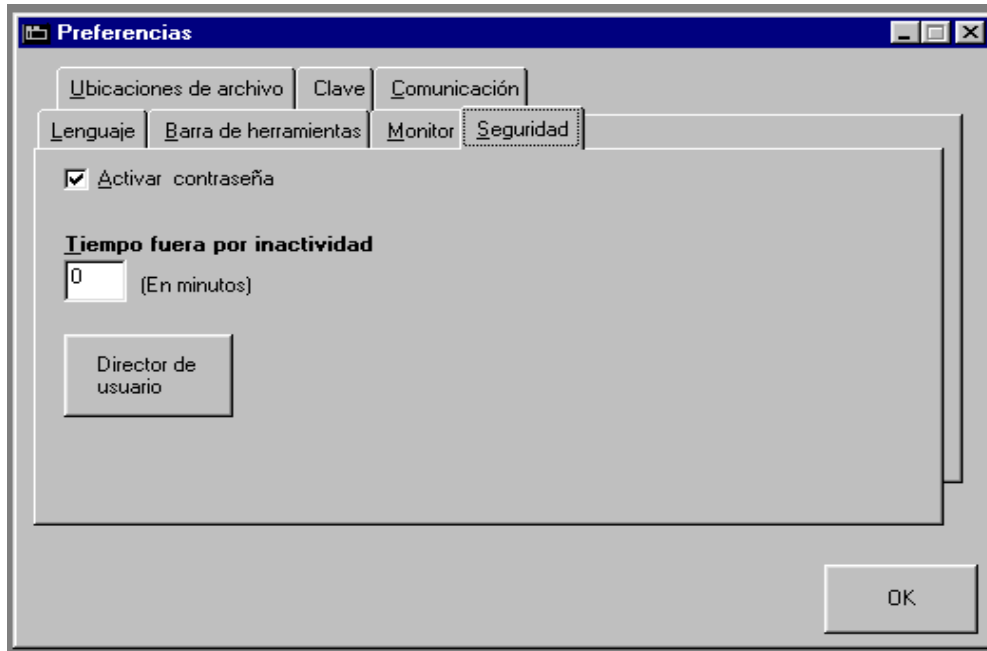 Preferencias
Ubicaciones de archivo Clave Comunicación
Lenguaje Barra de herramientas Monitor Seguridad
Activar contraseña
Tiempo fuera por inactividad
0 (En minutos)
Director de
usuario
OK